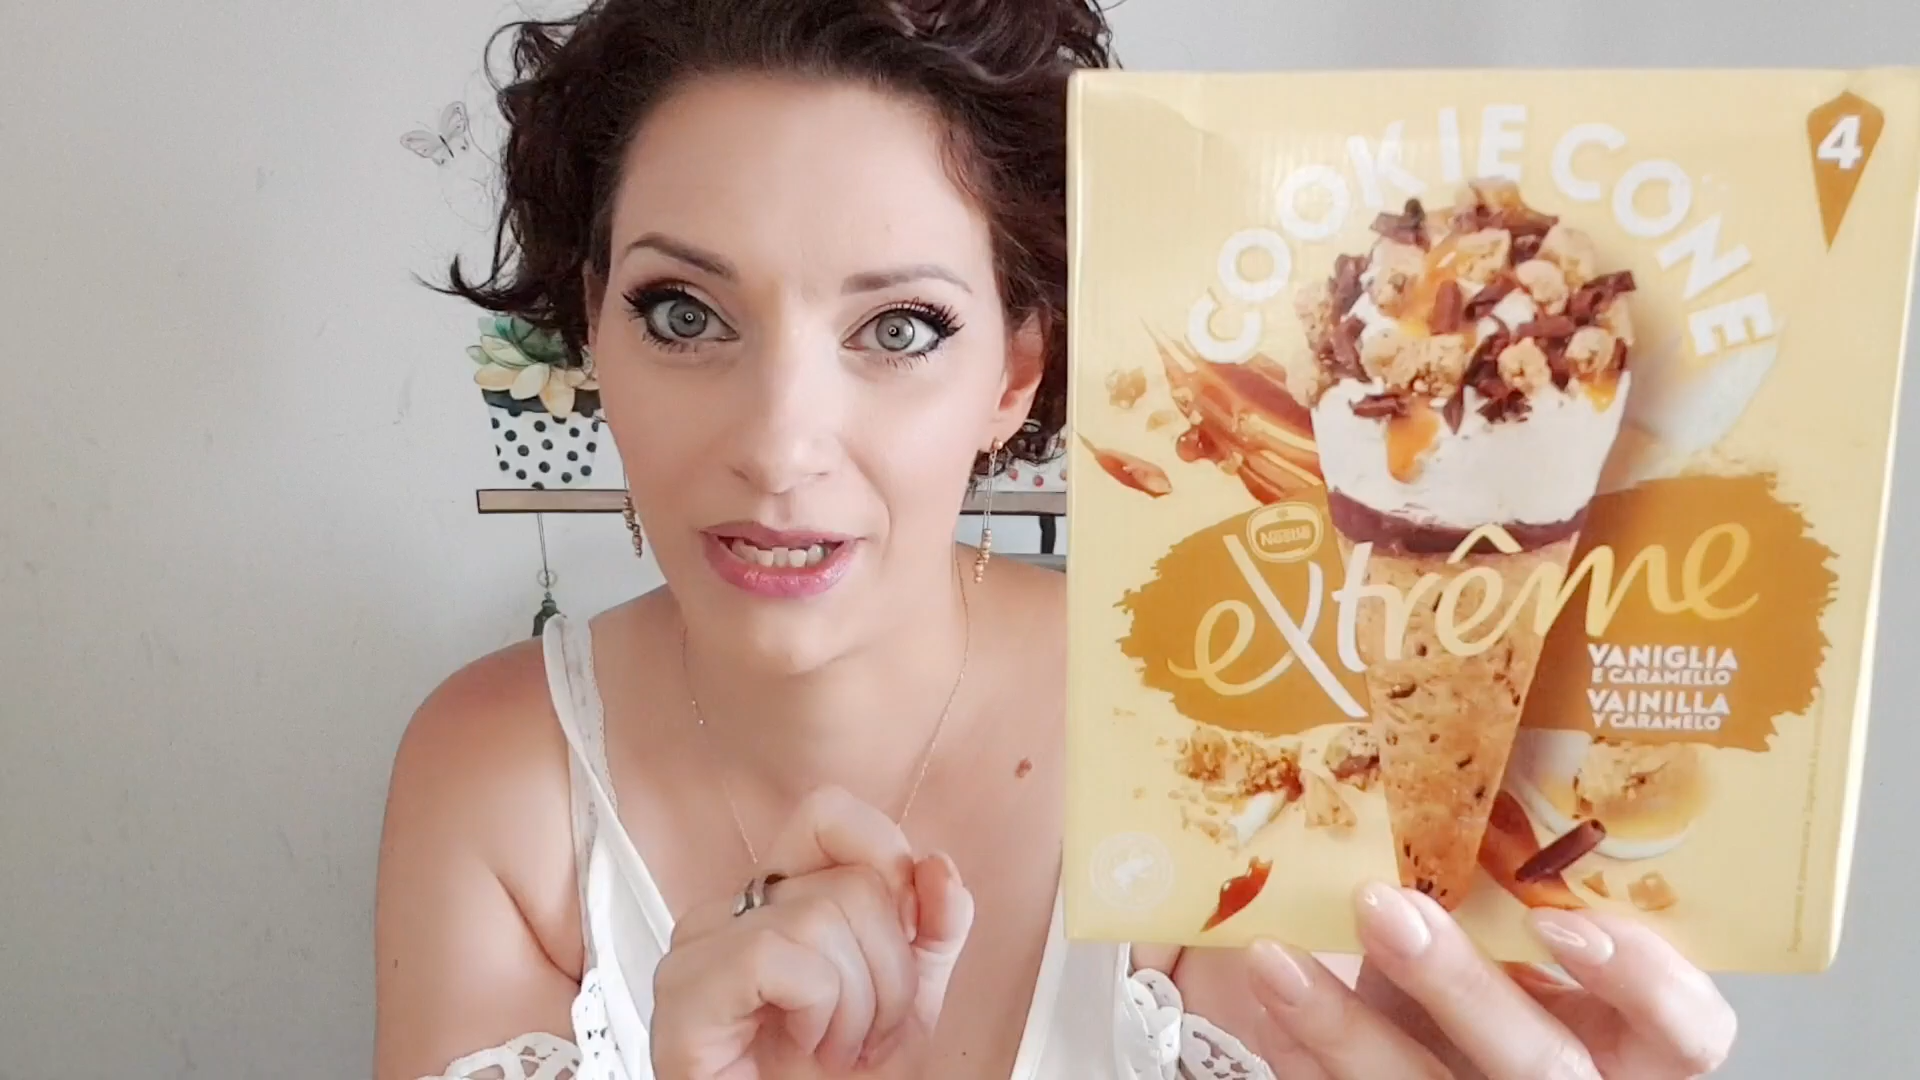 COOKIE CONE
4
Nestlé
extrême
VANIGLIA
E CARAMELLO
VAINILLA
Y CARAMELO